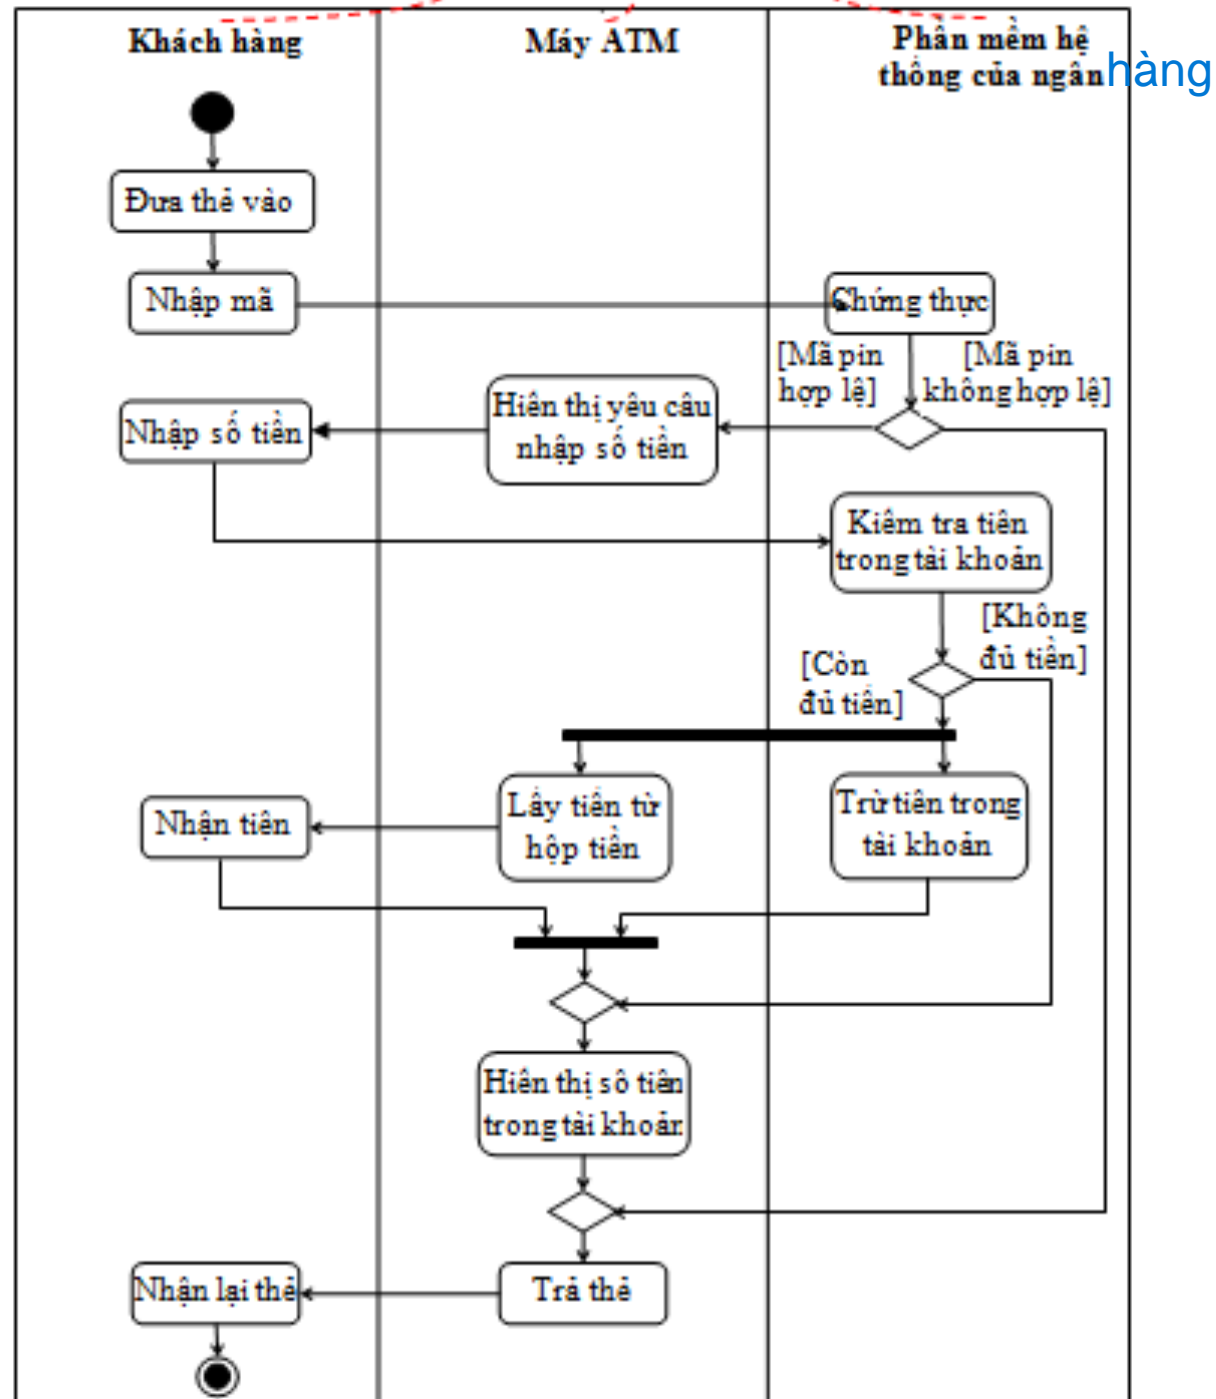 Khách hàng
Máy ATM
Phần mềm hệ
thống của ngân hàng
Đưa thẻ vào
Nhập mã
Chứng thực
[Mã pin
hợp lệ]
[Mã pin
không hợp lệ]
Hiển thị yêu cầu
nhập số tiền
Nhập số tiền
Kiểm tra tiền
trong tài khoản
[Không
đủ tiền]
[Còn
đủ tiền]
Lấy tiền từ
hộp tiền
Trừ tiền trong
tài khoản
Nhận tiền
Hiển thị số tiền
trong tài khoản
Trả thẻ
Nhận lại thẻ